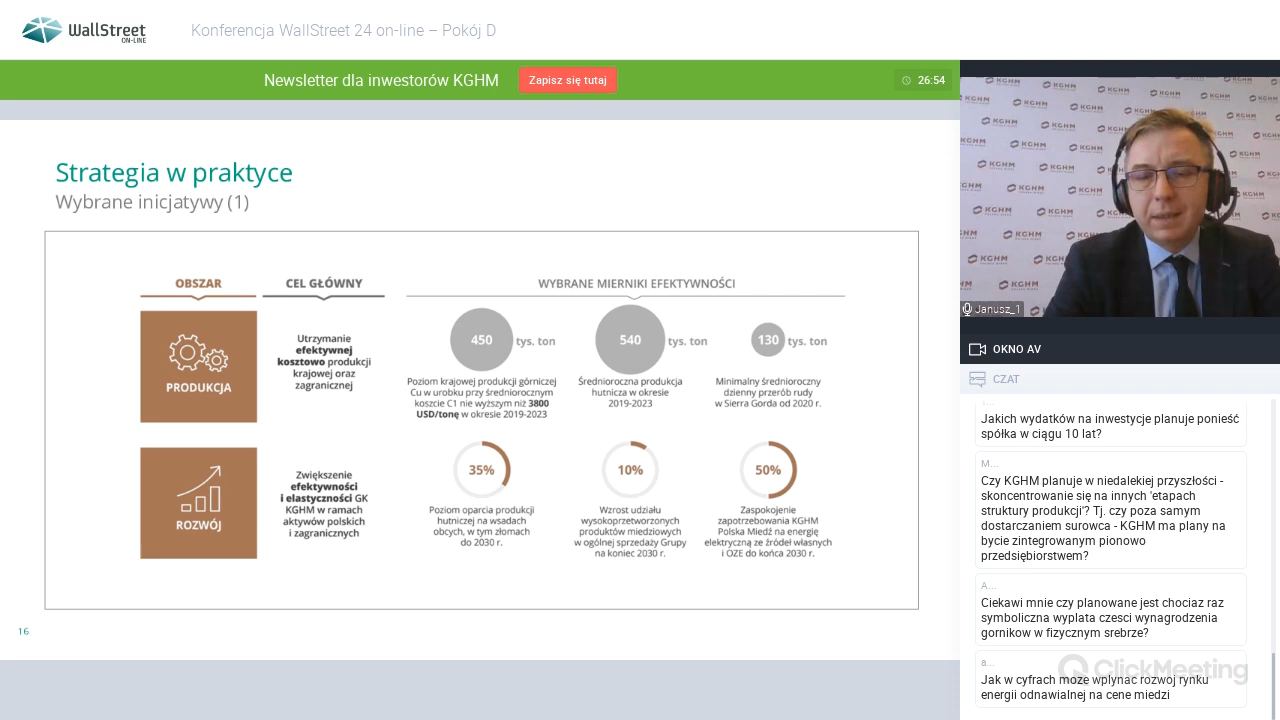 WallStreet
ON-LINE
Konferencja WallStreet 24 on-line – Pokój D
Newsletter dla inwestorów KGHM
Zapisz się tutaj
26:54
Strategia w praktyce
Wybrane inicjatywy (1)
OBSZAR
CEL GŁÓWNY
WYBRANE MIERNIKI EFEKTYWNOŚCI
PRODUKCJA
Utrzymanie
efektywnej
kosztowo produkcji
krajowej oraz
zagranicznej
450 tys. ton
Poziom krajowej produkcji górniczej
Cu w urobku przy średniorocznym
koszcie C1 nie wyższym niż 3800
USD/tonę w okresie 2019-2023
540 tys. ton
Średnioroczna produkcja
hutnicza w okresie
2019-2023
130 tys. ton
Minimalny średnioroczny
dzienny przerób rudy
w Sierra Gorda od 2020 r.
ROZWÓJ
Zwiększenie
efektywności
i elastyczności GK
KGHM w ramach
aktywów polskich
i zagranicznych
35%
Poziom oparcia produkcji
hutniczej na wsadach
obcych, w tym złomach
do 2030 r.
10%
Wzrost udziału
wysokoprzetworzonych
produktów miedziowych
w ogólnej sprzedaży Grupy
na koniec 2030 r.
50%
Zaspokojenie
zapotrzebowania KGHM
Polska Miedź na energię
elektryczną ze źródeł własnych
i OZE do końca 2030 r.
16
KGHM
Janusz_1
OKNO AV
CZAT
Jakich wydatków na inwestycje planuje ponieść
spółka w ciągu 10 lat?
M...
Czy KGHM planuje w niedalekiej przyszłości -
skoncentrowanie się na innych 'etapach
struktury produkcji'? Tj. czy poza samym
dostarczaniem surowca - KGHM ma plany na
bycie zintegrowanym pionowo
przedsiębiorstwem?
A...
Ciekawi mnie czy planowane jest chociaz raz
symboliczna wyplata czesci wynagrodzenia
gornikow w fizycznym srebrze?
a...
Jak w cyfrach moze wplynac rozwoj rynku
energii odnawialnej na cene miedzi
ClickMeeting